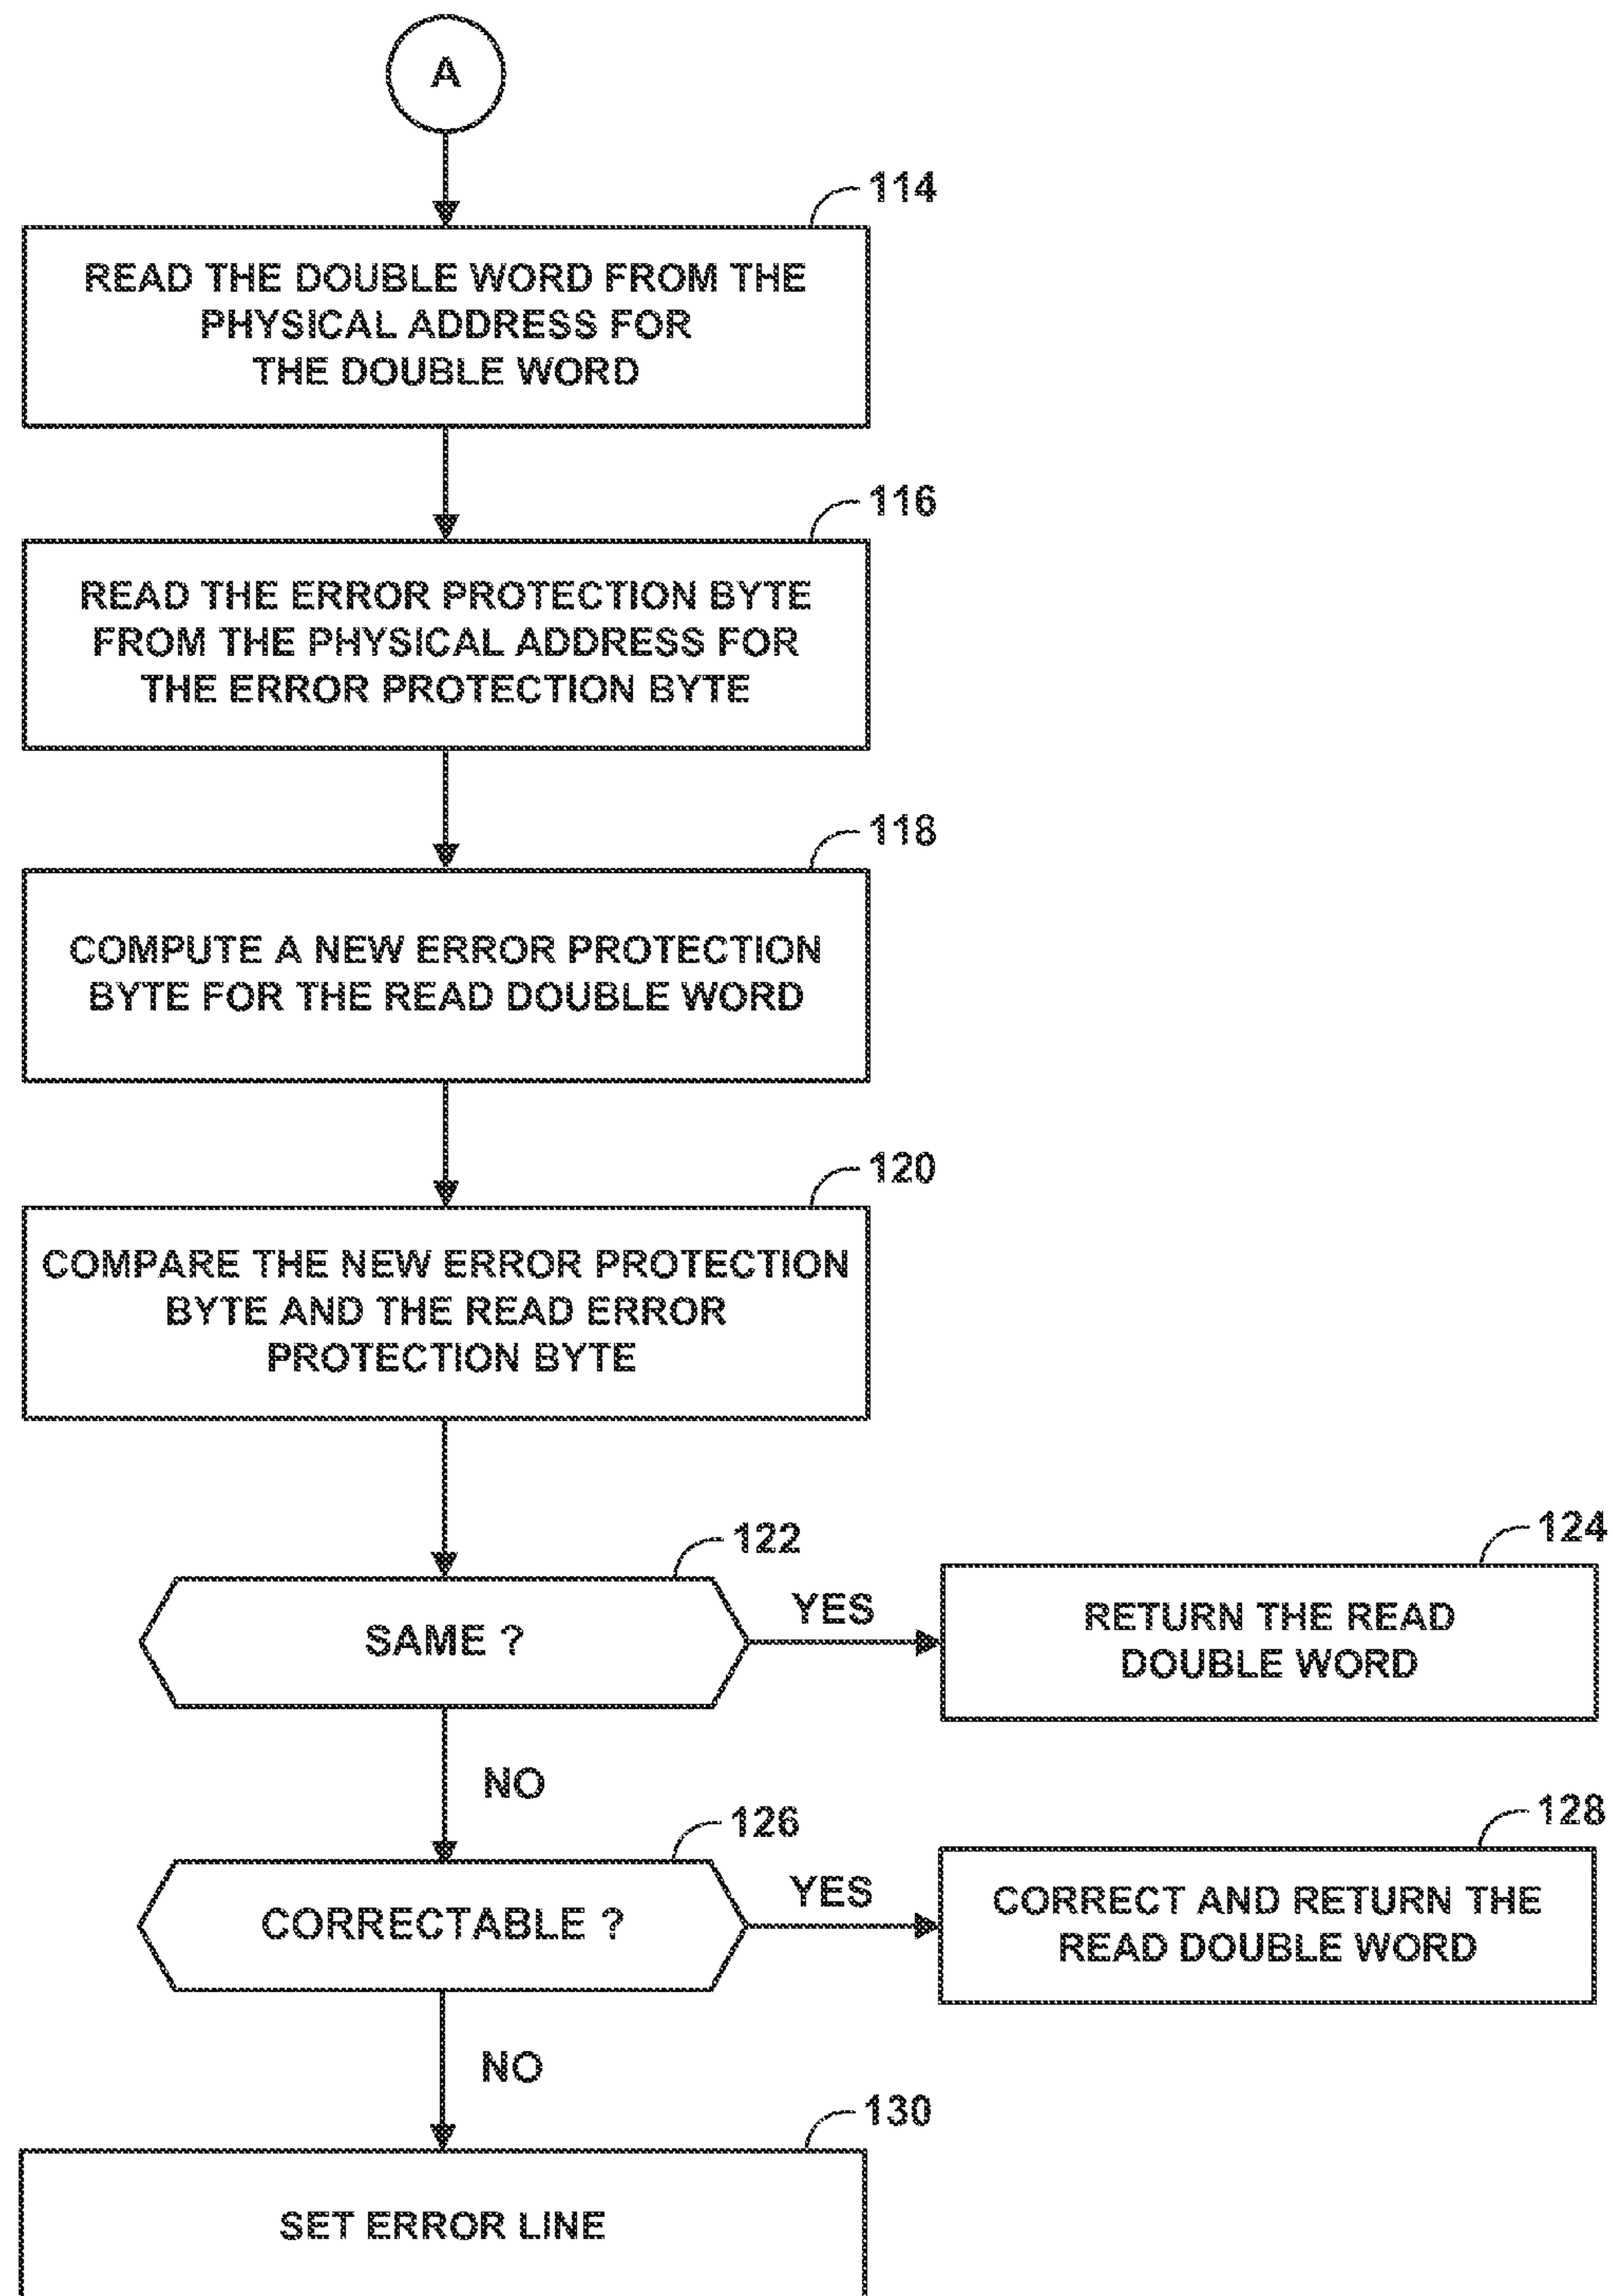 A
114
READ THE DOUBLE WORD FROM THE
PHYSICAL ADDRESS FOR
THE DOUBLE WORD
116
READ THE ERROR PROTECTION BYTE
FROM THE PHYSICAL ADDRESS FOR
THE ERROR PROTECTION BYTE
118
COMPUTE A NEW ERROR PROTECTION
BYTE FOR THE READ DOUBLE WORD
120
COMPARE THE NEW ERROR PROTECTION
BYTE AND THE READ ERROR
PROTECTION BYTE
122
SAME ?
YES
124
RETURN THE READ
DOUBLE WORD
NO
126
CORRECTABLE ?
YES
128
CORRECT AND RETURN THE
READ DOUBLE WORD
NO
130
SET ERROR LINE